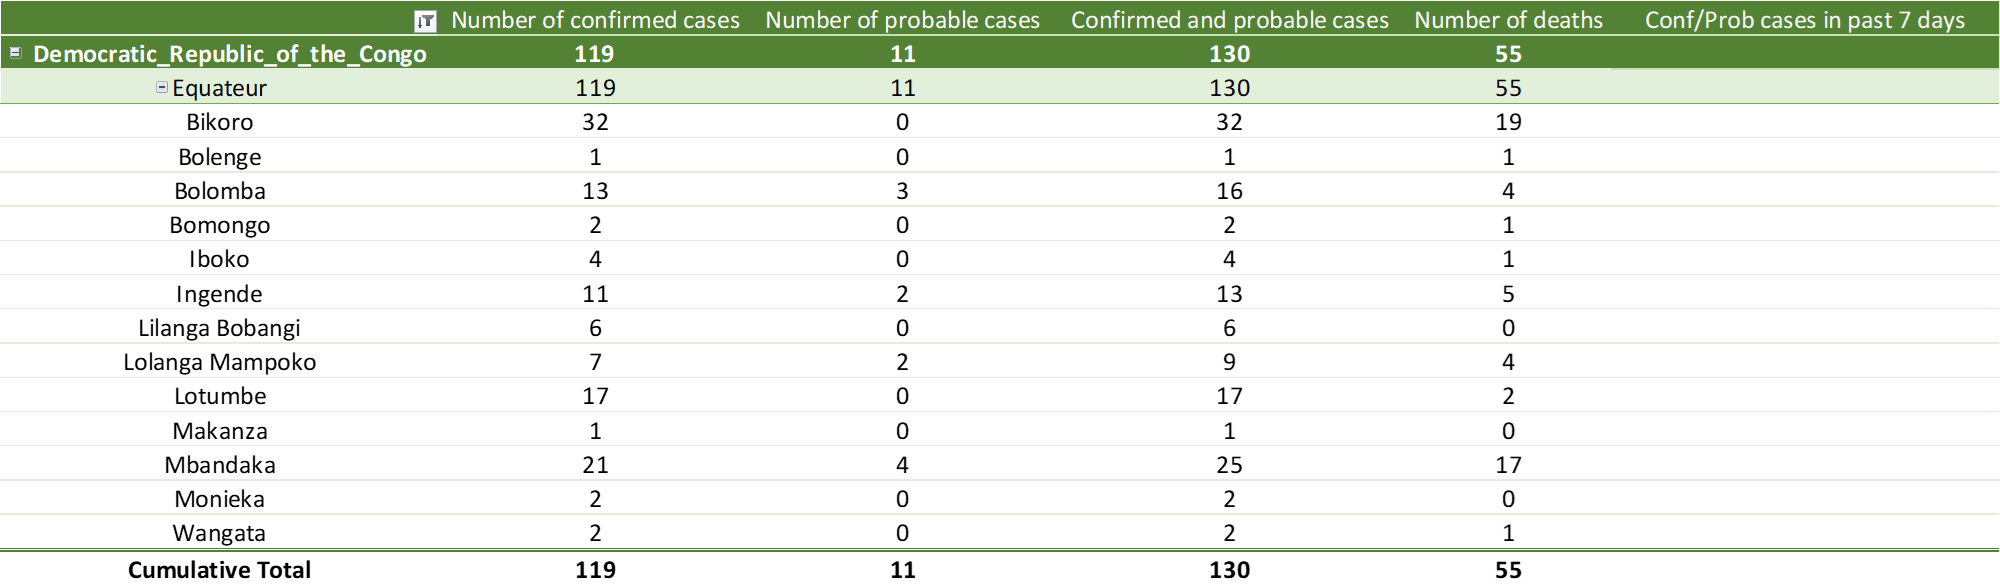 Number of confirmed cases Number of probable cases Confirmed and probable cases Number of deaths Conf/Prob cases in past 7 days
Democratic_Republic_of_the_Congo 119 11 130 55
Equateur 119 11 130 55
Bikoro 32 0 32 19
Bolenge 1 0 1 1
Bolomba 13 3 16 4
Bomongo 2 0 2 1
Iboko 4 0 4 1
Ingende 11 2 13 5
Lilanga Bobangi 6 0 6 0
Lolanga Mampoko 7 2 9 4
Lotumbe 17 0 17 2
Makanza 1 0 1 0
Mbandaka 21 4 25 17
Monieka 2 0 2 0
Wangata 2 0 2 1
Cumulative Total 119 11 130 55